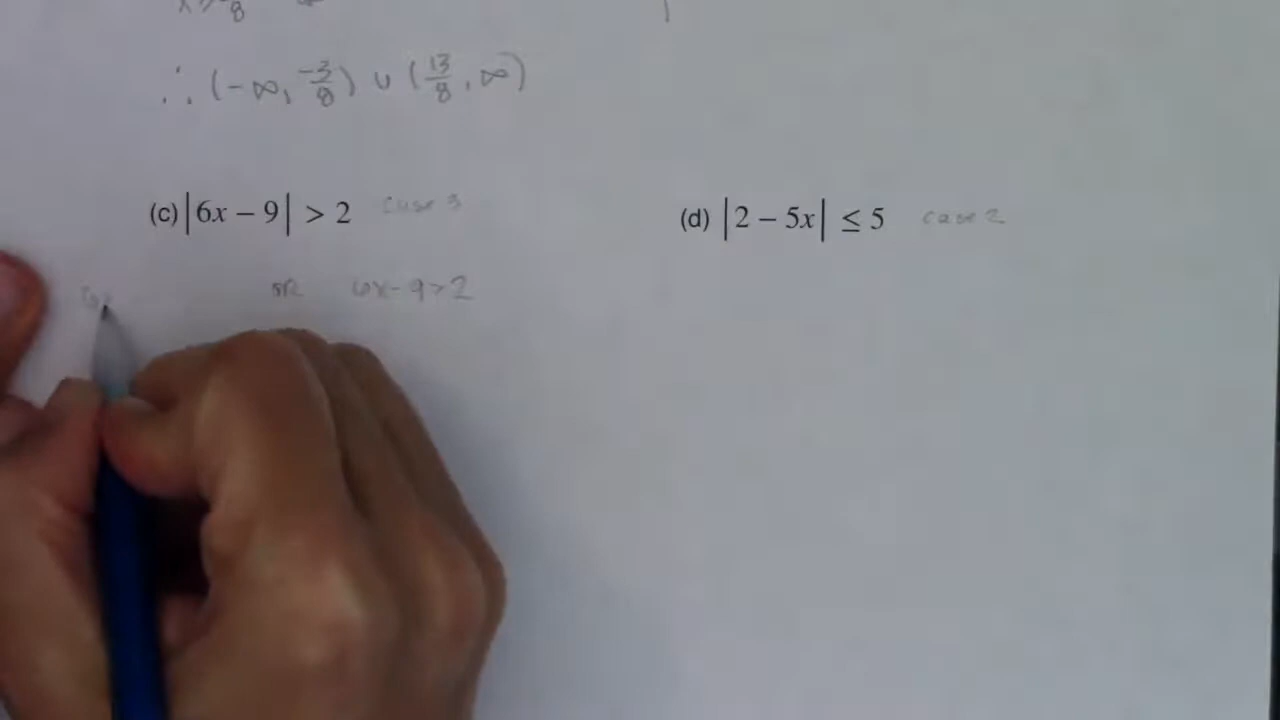 ∴ (-∞, -3/8) ∪ (13/8, ∞)
(c) |6x − 9| > 2 case 3
(d) |2 − 5x| ≤ 5 case 2
OR 6x-9>2